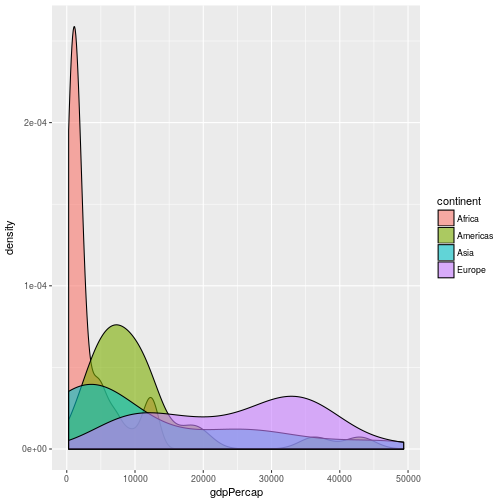 density
2e-04
1e-04
0e+00
0
10000
20000
30000
40000
50000
gdpPercap
continent
Africa
Americas
Asia
Europe